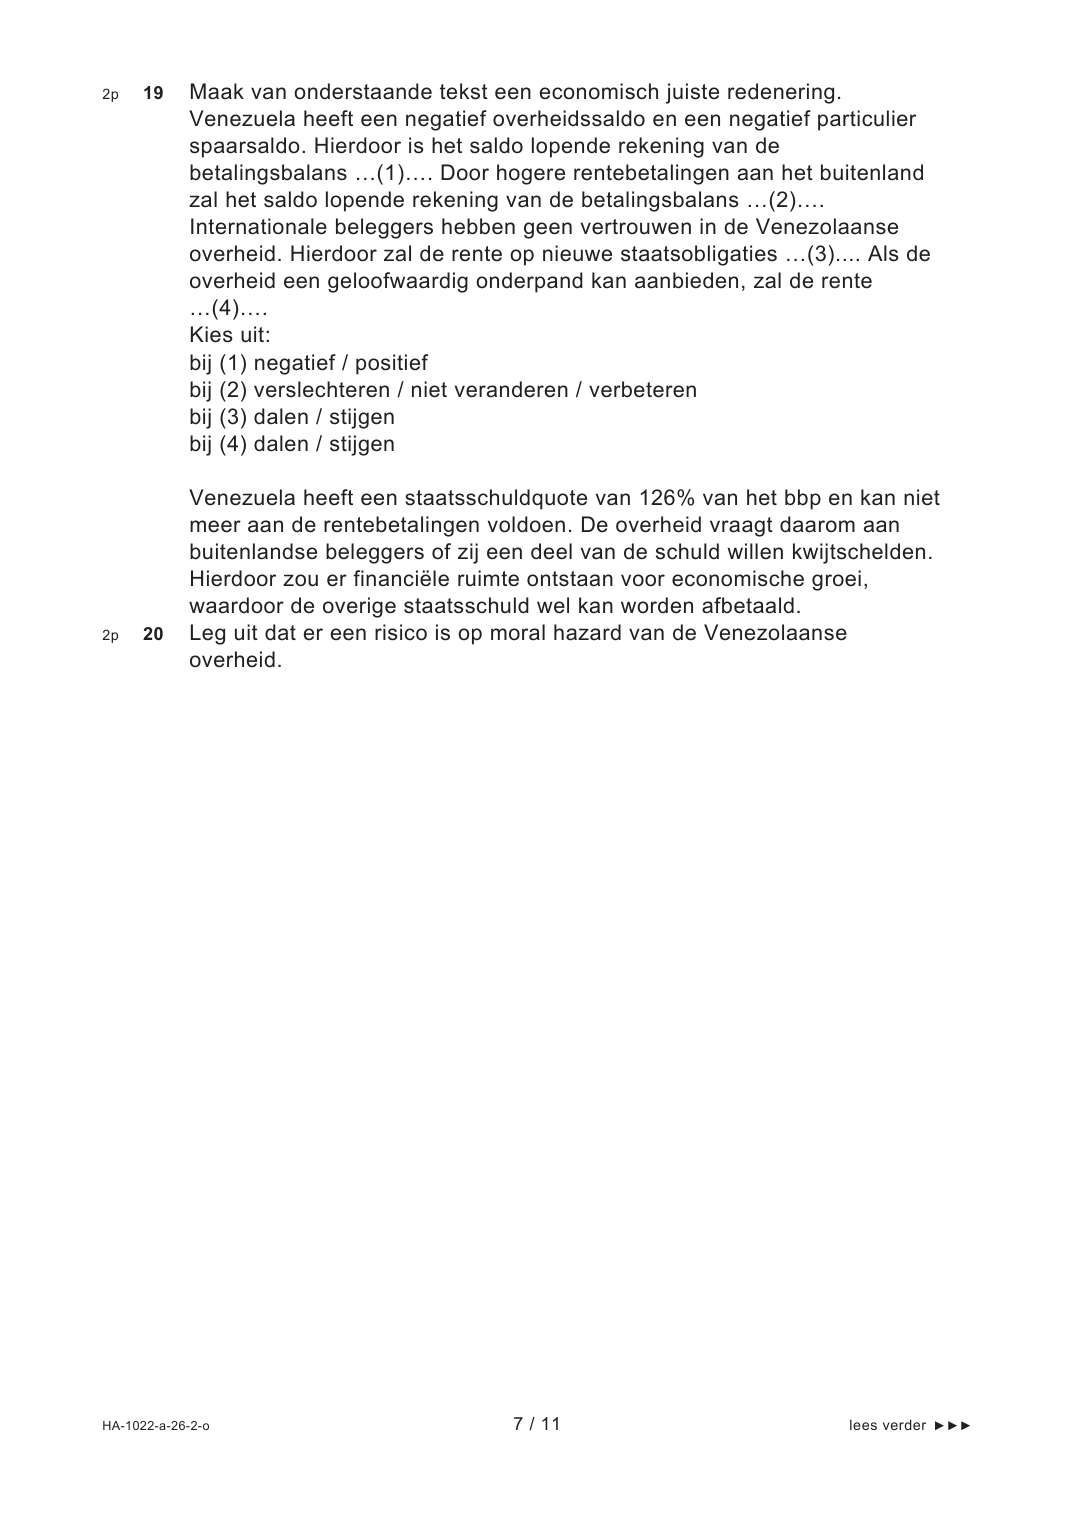 2p 19 Maak van onderstaande tekst een economisch juiste redenering.
Venezuela heeft een negatief overheidssaldo en een negatief particulier
spaarsaldo. Hierdoor is het saldo lopende rekening van de
betalingsbalans …(1)…. Door hogere rentebetalingen aan het buitenland
zal het saldo lopende rekening van de betalingsbalans …(2)….
Internationale beleggers hebben geen vertrouwen in de Venezolaanse
overheid. Hierdoor zal de rente op nieuwe staatsobligaties …(3).... Als de
overheid een geloofwaardig onderpand kan aanbieden, zal de rente
…(4)….
Kies uit:
bij (1) negatief / positief
bij (2) verslechteren / niet veranderen / verbeteren
bij (3) dalen / stijgen
bij (4) dalen / stijgen
Venezuela heeft een staatsschuldquote van 126% van het bbp en kan niet
meer aan de rentebetalingen voldoen. De overheid vraagt daarom aan
buitenlandse beleggers of zij een deel van de schuld willen kwijtschelden.
Hierdoor zou er financiële ruimte ontstaan voor economische groei,
waardoor de overige staatsschuld wel kan worden afbetaald.
2p 20 Leg uit dat er een risico is op moral hazard van de Venezolaanse
overheid.
HA-1022-a-26-2-o 7 / 11 lees verder ►►►